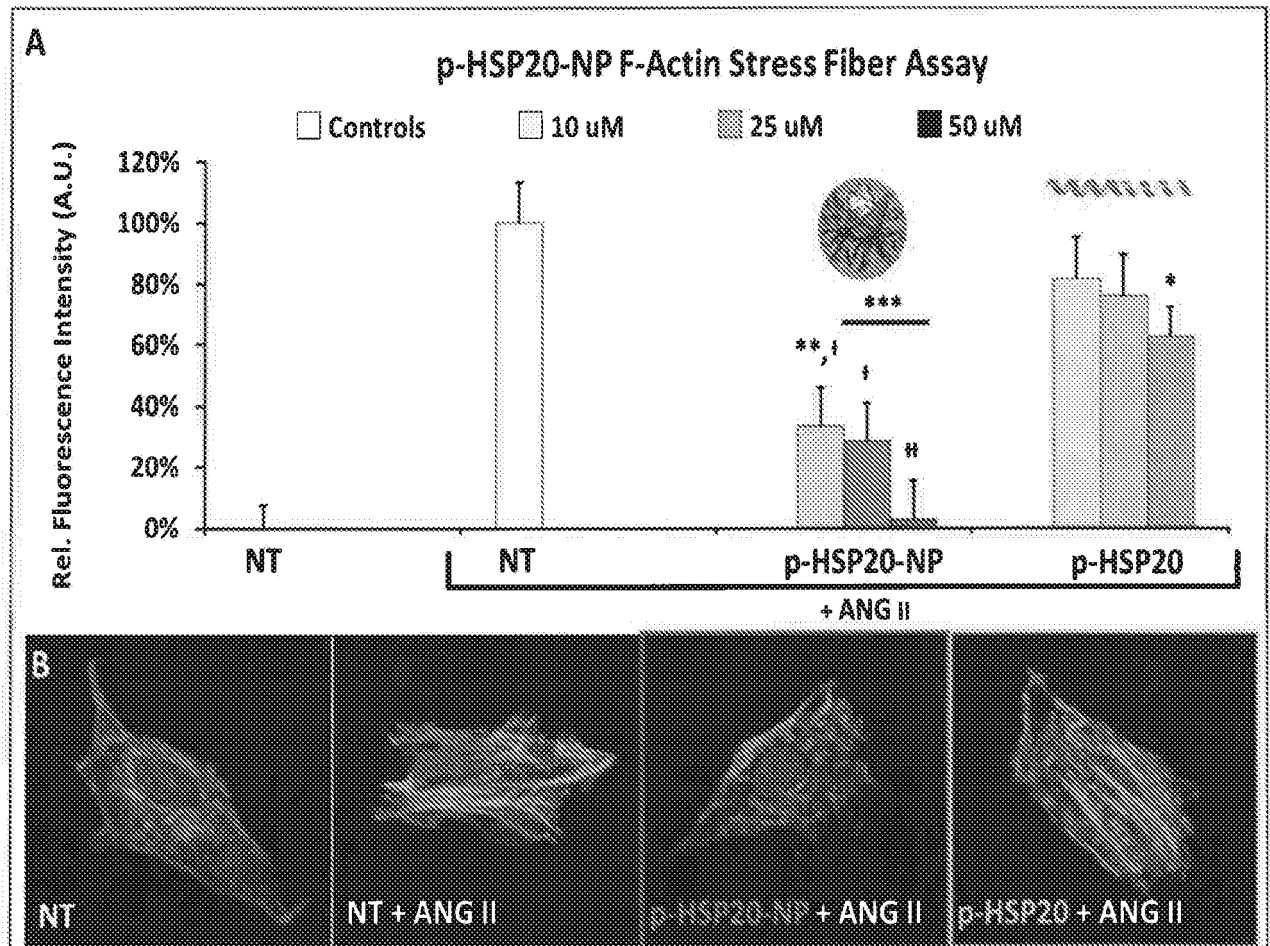 A
p-HSP20-NP F-Actin Stress Fiber Assay
Controls 10 uM 25 uM 50 uM
Rel. Fluorescence Intensity (A.U.)
120%
100%
80%
60%
40%
20%
0%
***
**,ƚ
ƚ
ƚƚ
*
NT NT p-HSP20-NP p-HSP20
+ ANG II
B
NT
NT + ANG II
p-HSP20-NP + ANG II
p-HSP20 + ANG II